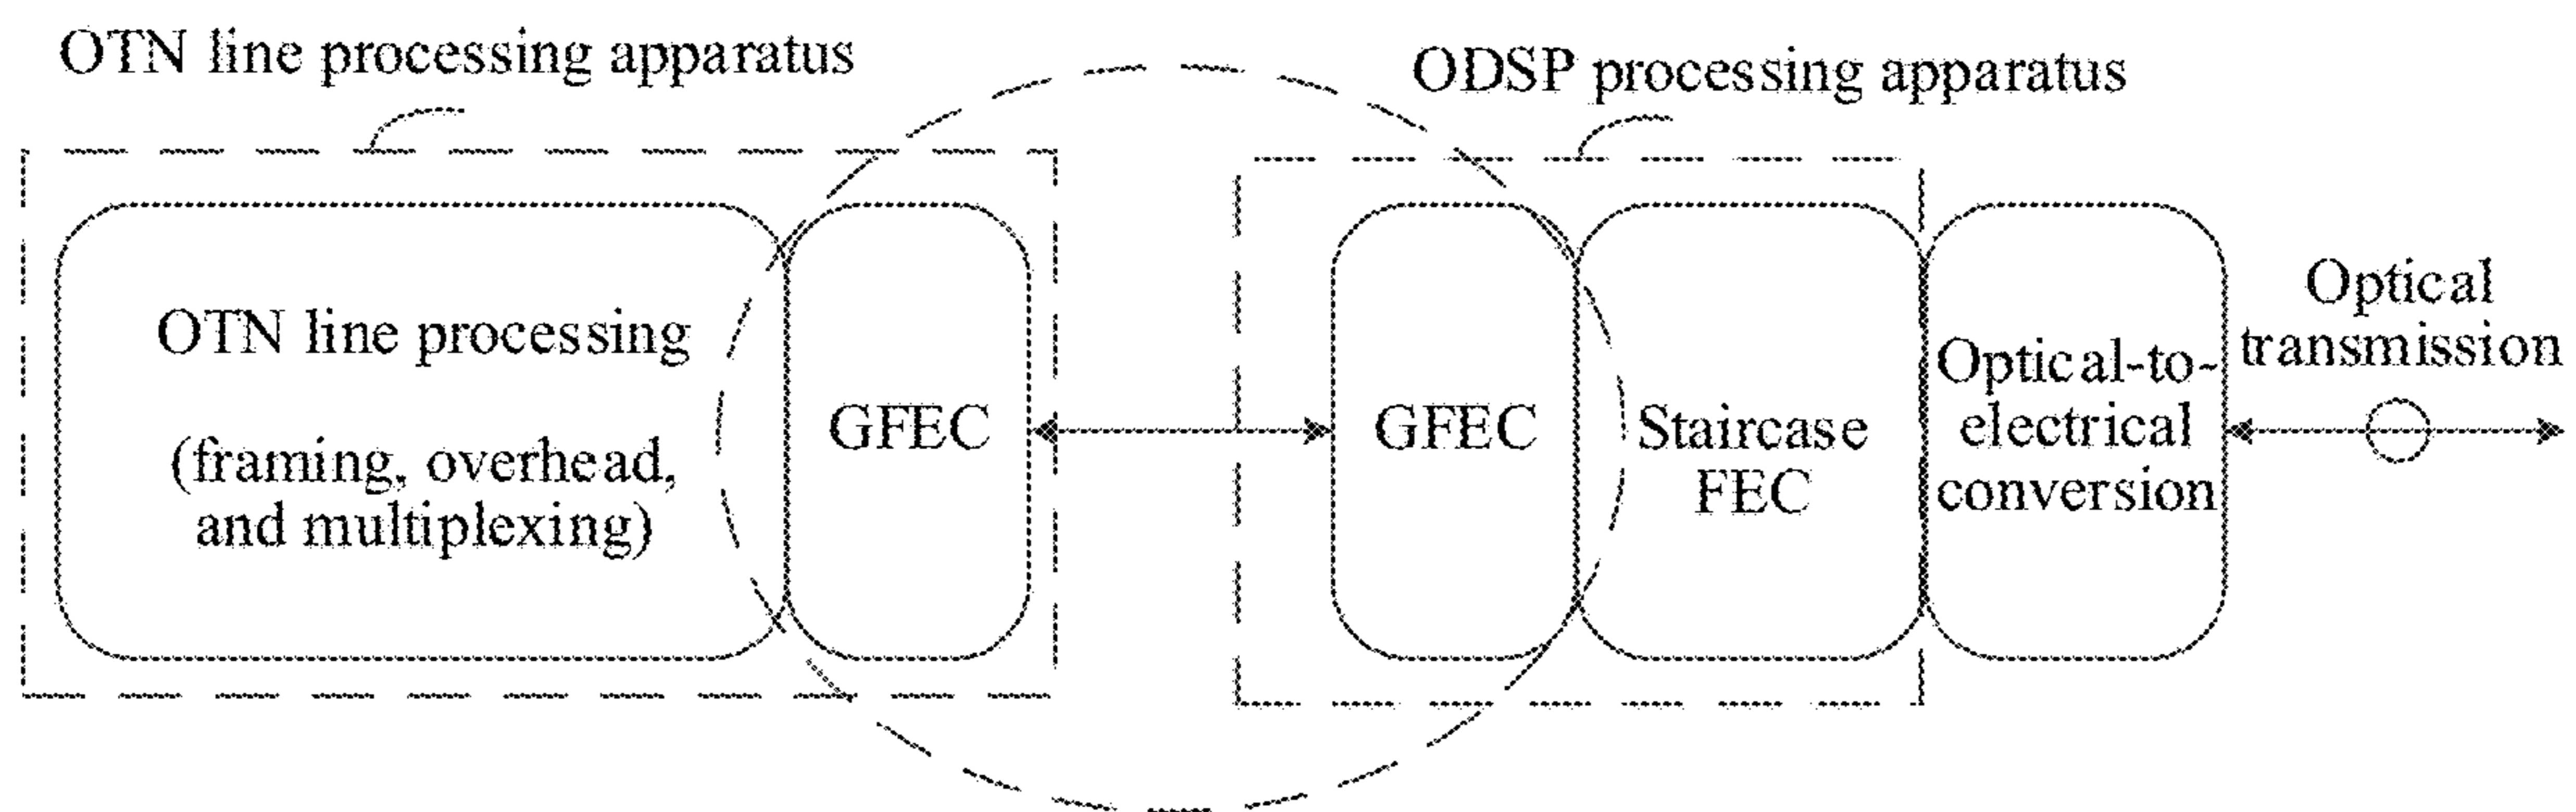 OTN line processing apparatus
ODSP processing apparatus
OTN line processing
(framing, overhead,
and multiplexing)
GFEC
GFEC
Staircase
FEC
Optical-to-
electrical
conversion
Optical
transmission